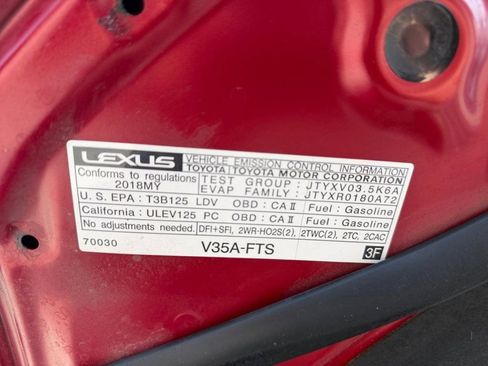 LEXUS VEHICLE EMISSION CONTROL INFORMATION
TOYOTA TOYOTA MOTOR CORPORATION
Conforms to regulations
2018MY
TEST GROUP : JTYXV03.5K6A
EVAP FAMILY : JTYXR0180A72
U. S. EPA : T3B125 LDV OBD : CA II Fuel : Gasoline
California : ULEV125 PC OBD : CA II Fuel : Gasoline
No adjustments needed. DFI+SFI, 2WR-HO2S(2), 2TWC(2), 2TC, 2CAC
70030 V35A-FTS 3F